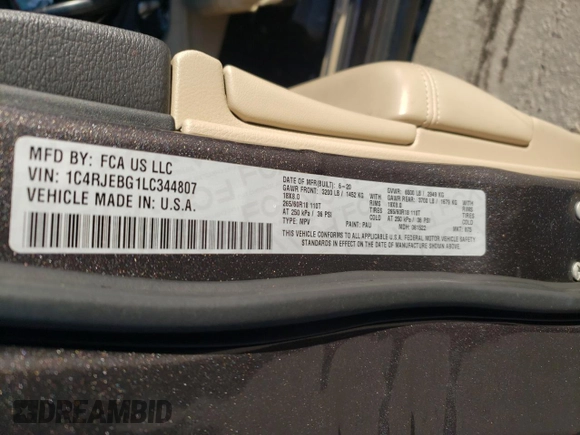 MFD BY: FCA US LLC
VIN: 1C4RJEBG1LC344807
VEHICLE MADE IN: U.S.A.
DATE OF MFR(BUILT): 6-20
GAWR FRONT: 3200 LB / 1452 KG
18X8.0
265/60R18 110T
AT 250 kPa / 36 PSI
TYPE: MPV
GVWR: 6500 LB / 2949 KG
GAWR REAR: 3700 LB / 1678 KG
18X8.0
265/60R18 110T
COLD AT 250 kPa / 36 PSI COLD
PAINT: PAU MDH:
THIS VEHICLE CONFORMS TO ALL APPLICABLE U.S.A. FEDERAL MOTOR VEHICLE SAFETY
STANDARDS IN EFFECT ON THE DATE OF MANUFACTURE SHOWN ABOVE.
DREAMBID